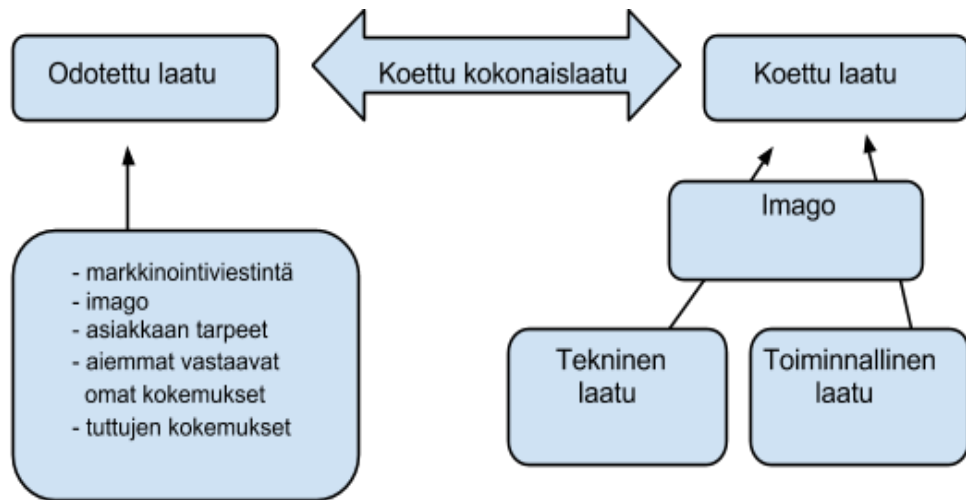 Odotettu laatu
Koettu kokonaislaatu
Koettu laatu
Imago
- markkinointiviestintä
- imago
- asiakkaan tarpeet
- aiemmat vastaavat
omat kokemukset
- tuttujen kokemukset
Tekninen
laatu
Toiminnallinen
laatu